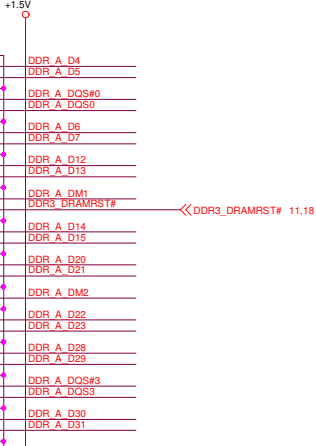 +1.5V
DDR_A_D4
DDR_A_D5
DDR_A_DQS#0
DDR_A_DQS0
DDR_A_D6
DDR_A_D7
DDR_A_D12
DDR_A_D13
DDR_A_DM1
DDR3_DRAMRST#
DDR3_DRAMRST# 11,18
DDR_A_D14
DDR_A_D15
DDR_A_D20
DDR_A_D21
DDR_A_DM2
DDR_A_D22
DDR_A_D23
DDR_A_D28
DDR_A_D29
DDR_A_DQS#3
DDR_A_DQS3
DDR_A_D30
DDR_A_D31